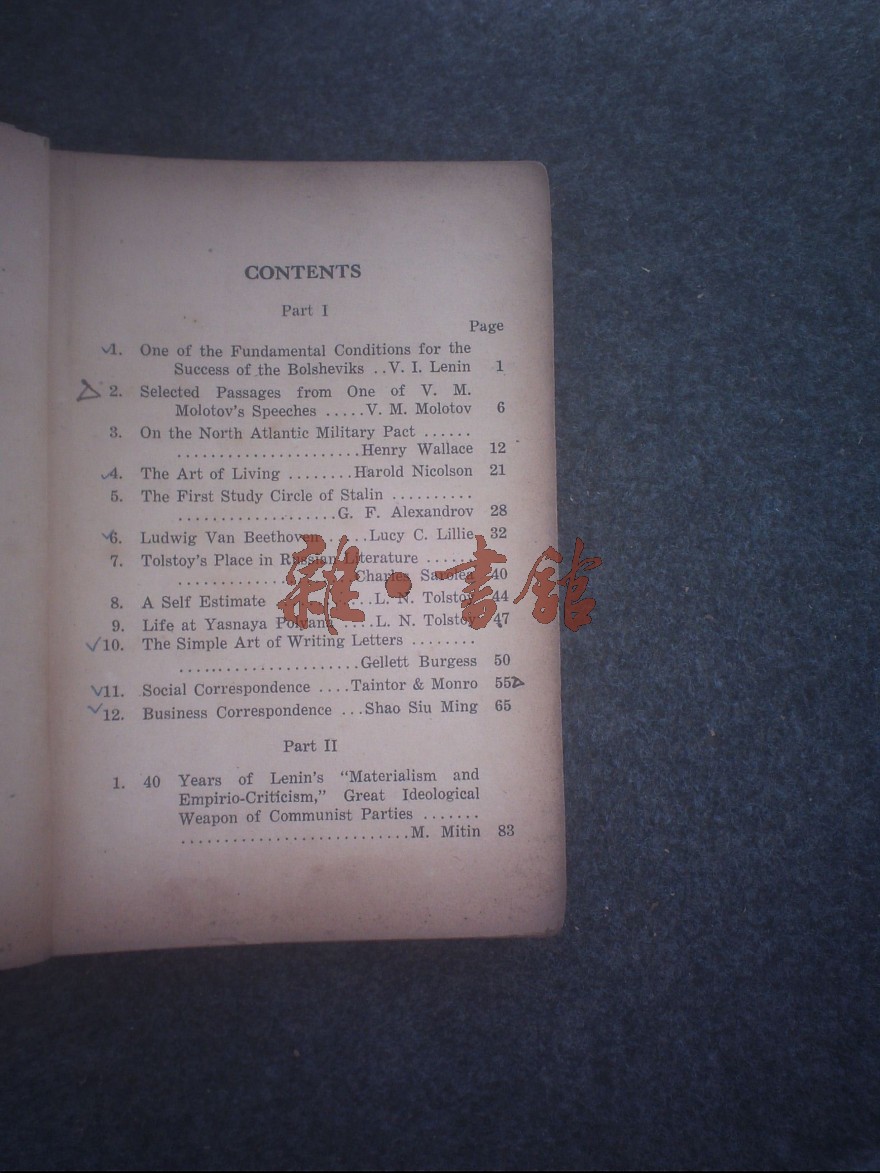 CONTENTS
Part I
Page
1. One of the Fundamental Conditions for the
Success of the Bolsheviks ..V. I. Lenin 1
2. Selected Passages from One of V. M.
Molotov's Speeches .....V. M. Molotov 6
3. On the North Atlantic Military Pact ......
.....................Henry Wallace 12
4. The Art of Living ........Harold Nicolson 21
5. The First Study Circle of Stalin ..........
...................G. F. Alexandrov 28
6. Ludwig Van Beethoven .....Lucy C. Lillie 32
7. Tolstoy's Place in Russian Literature ......
....................Charles Sarolea 40
8. A Self Estimate ............L. N. Tolstoy 44
9. Life at Yasnaya Polyana ....L. N. Tolstoy 47
10. The Simple Art of Writing Letters ........
.....................Gellett Burgess 50
11. Social Correspondence ....Taintor & Monro 55
12. Business Correspondence ...Shao Siu Ming 65
Part II
1. 40 Years of Lenin's "Materialism and
Empirio-Criticism," Great Ideological
Weapon of Communist Parties .......
..........................M. Mitin 83
雜·書館